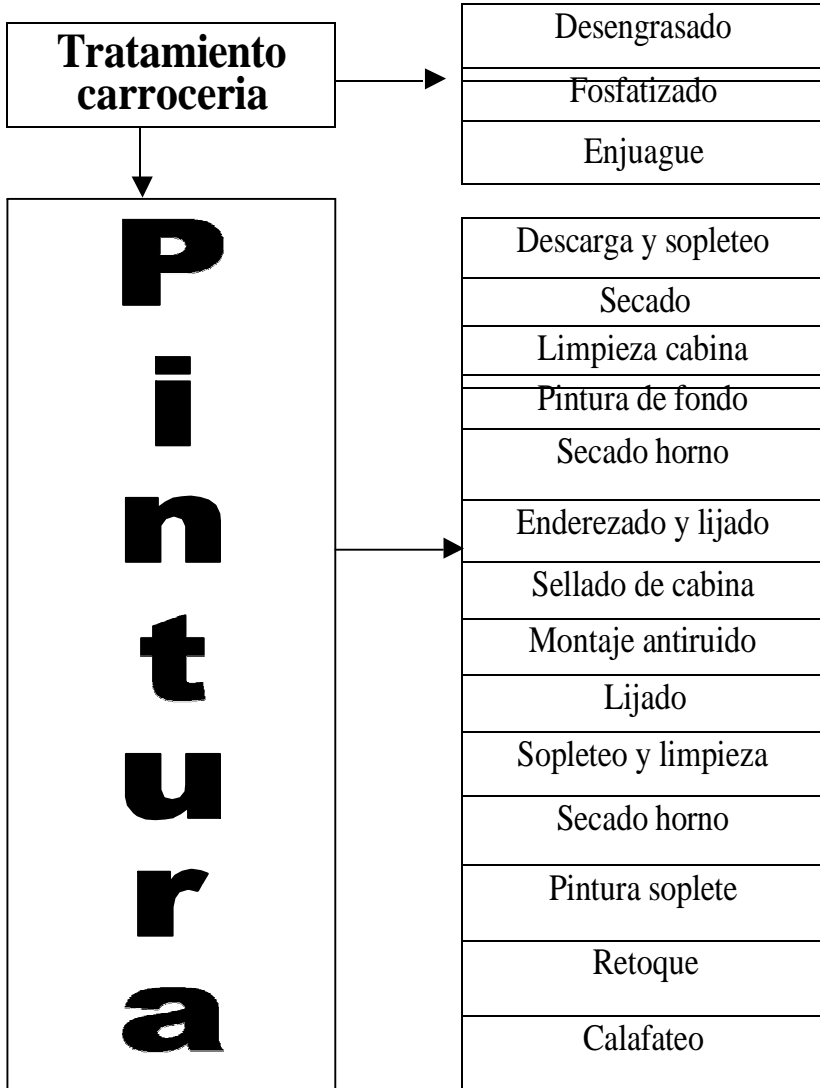 Tratamiento
carroceria
Desengrasado
Fosfatizado
Enjuague
Pintura
Descarga y sopleteo
Secado
Limpieza cabina
Pintura de fondo
Secado horno
Enderezado y lijado
Sellado de cabina
Montaje antiruido
Lijado
Sopleteo y limpieza
Secado horno
Pintura soplete
Retoque
Calafateo